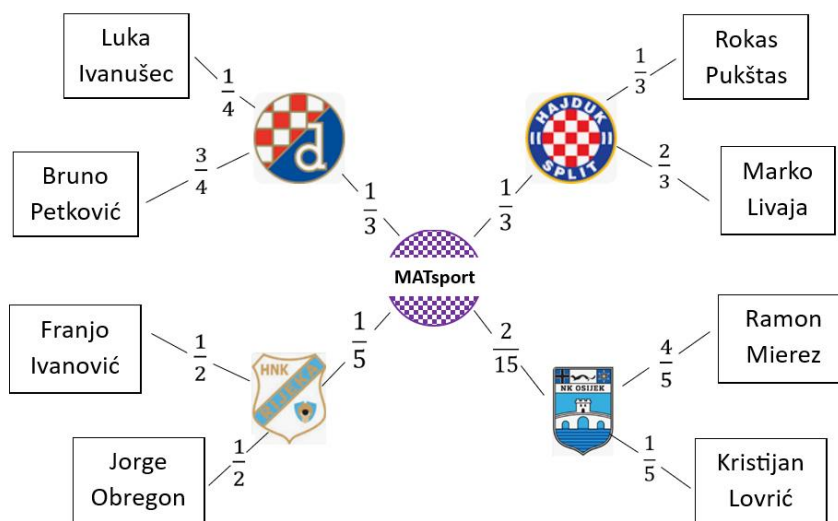 Luka
Ivanušec
1/4
Bruno
Petković
3/4
1/3
Rokas
Pukštas
1/3
HAJDUK
SPLIT
2/3
Marko
Livaja
1/3
MATsport
Franjo
Ivanović
1/2
HNK
RIJEKA
1/5
Jorge
Obregon
1/2
2/15
NK OSIJEK
Ramon
Mierez
4/5
Kristijan
Lovrić
1/5